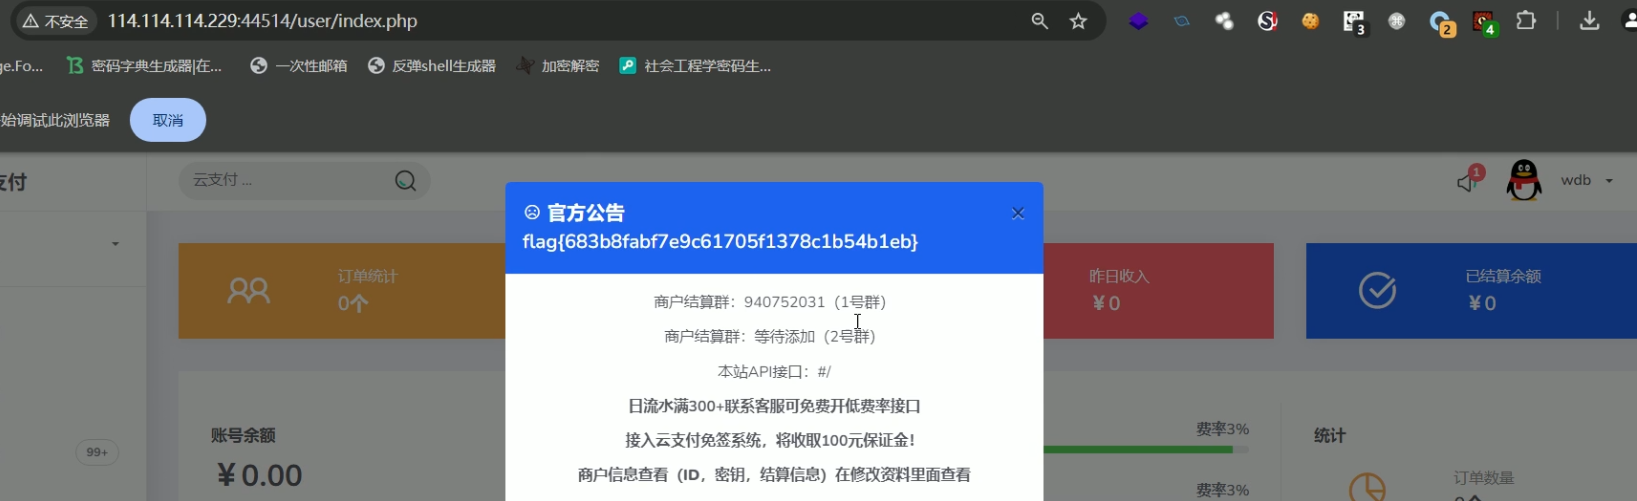 不安全 114.114.114.229:44514/user/index.php
3 2 4
ge.Fo... 密码字典生成器|在... 一次性邮箱 反弹shell生成器 加密解密 社会工程学密码生...
始调试此浏览器 取消
支付 云支付 ... 1 wdb
官方公告
flag{683b8fabf7e9c61705f1378c1b54b1eb}
订单统计 昨日收入 已结算余额
0个 ¥0 ¥0
商户结算群：940752031（1号群）
商户结算群：等待添加（2号群）
本站API接口：#/
日流水满300+联系客服可免费开低费率接口
接入云支付免签系统，将收取100元保证金！
商户信息查看（ID，密钥，结算信息）在修改资料里面查看
账号余额 费率3% 统计
99+
¥0.00 订单数量
费率3%